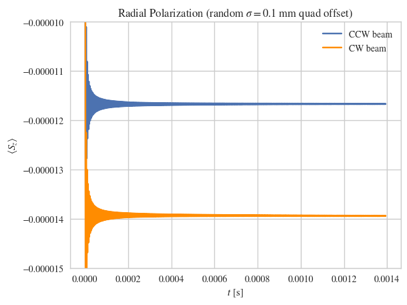 Radial Polarization (random σ = 0.1 mm quad offset)
−0.000010
−0.000011
−0.000012
−0.000013
−0.000014
−0.000015
⟨S_z⟩
CCW beam
CW beam
0.0000 0.0002 0.0004 0.0006 0.0008 0.0010 0.0012 0.0014
t [s]